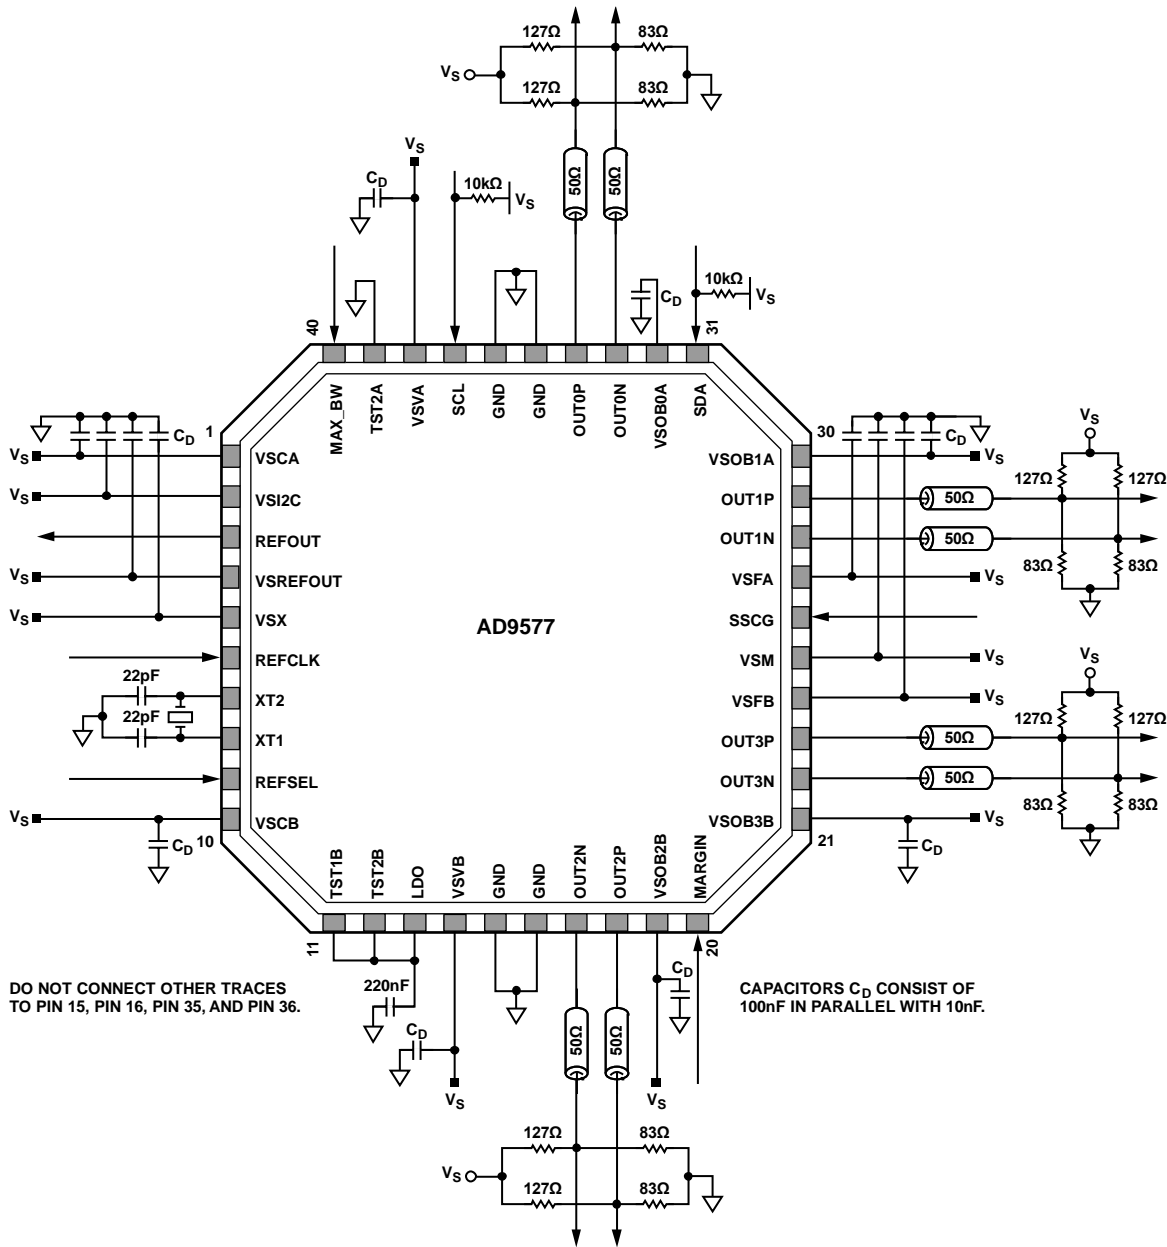 127Ω
83Ω
VS
127Ω
83Ω
VS
CD
10kΩ
VS
50Ω
50Ω
10kΩ
CD
VS
40
31
MAX_BW
TST2A
VSVA
SCL
GND
GND
OUT0P
OUT0N
VSOB0A
SDA
1
CD
30
CD
VS
VS
VSCA
VSOB1A
VS
127Ω
127Ω
VS
VSI2C
OUT1P
50Ω
REFOUT
OUT1N
50Ω
83Ω
83Ω
VS
VSREFOUT
VSFA
VS
VS
VSX
AD9577
SSCG
REFCLK
VSM
VS
VS
22pF
XT2
VSFB
VS
127Ω
127Ω
22pF
XT1
OUT3P
50Ω
REFSEL
OUT3N
50Ω
83Ω
83Ω
VS
VSCB
VSOB3B
VS
10
CD
21
CD
TST1B
TST2B
LDO
VSVB
GND
GND
OUT2N
OUT2P
VSOB2B
MARGIN
11
20
DO NOT CONNECT OTHER TRACES
TO PIN 15, PIN 16, PIN 35, AND PIN 36.
220nF
CD
CAPACITORS CD CONSIST OF
100nF IN PARALLEL WITH 10nF.
CD
50Ω
50Ω
VS
VS
127Ω
83Ω
VS
127Ω
83Ω